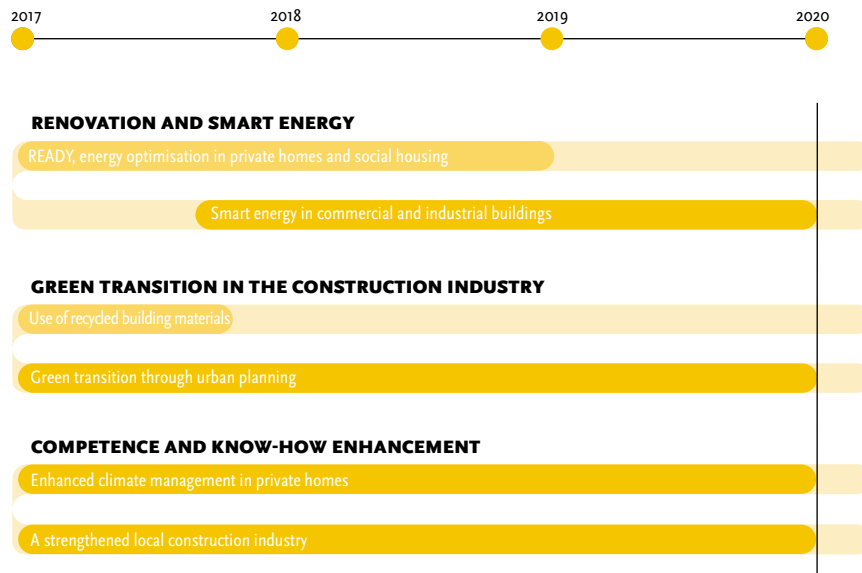 2017 2018 2019 2020
RENOVATION AND SMART ENERGY
READY, energy optimisation in private homes and social housing
Smart energy in commercial and industrial buildings
GREEN TRANSITION IN THE CONSTRUCTION INDUSTRY
Use of recycled building materials
Green transition through urban planning
COMPETENCE AND KNOW-HOW ENHANCEMENT
Enhanced climate management in private homes
A strengthened local construction industry